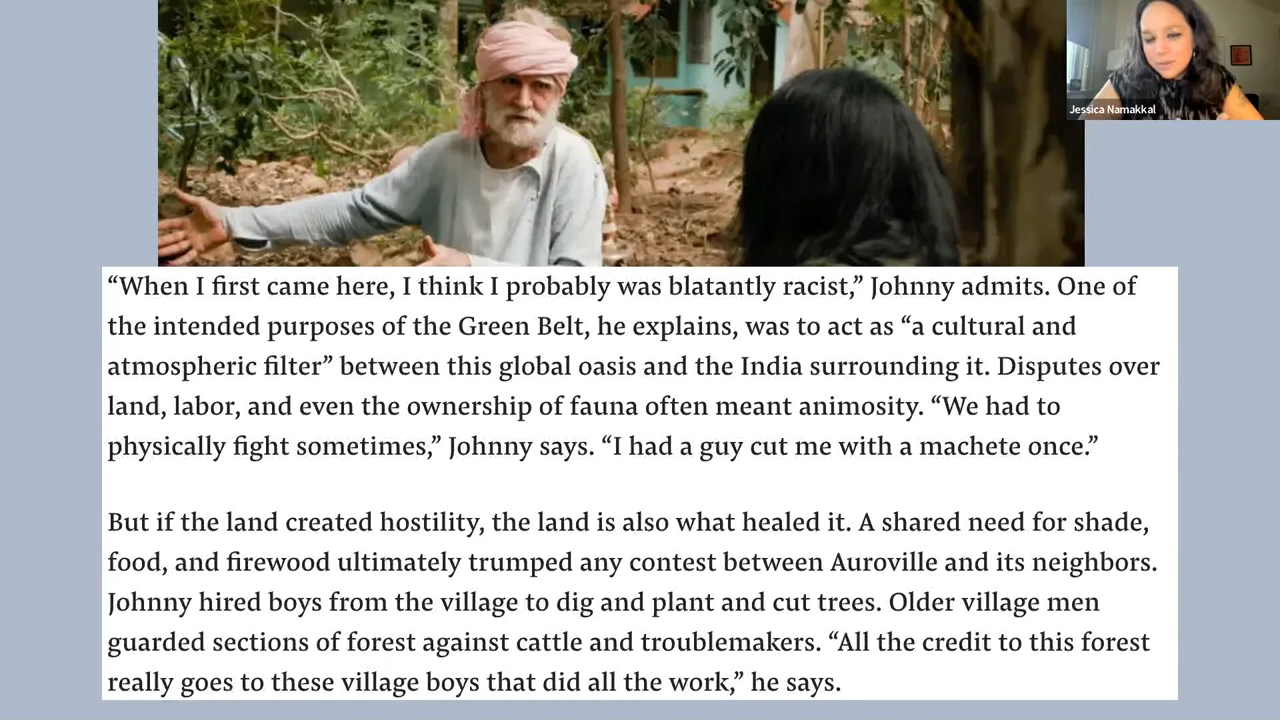 Jessica Namakkal
“When I first came here, I think I probably was blatantly racist,” Johnny admits. One of
the intended purposes of the Green Belt, he explains, was to act as “a cultural and
atmospheric filter” between this global oasis and the India surrounding it. Disputes over
land, labor, and even the ownership of fauna often meant animosity. “We had to
physically fight sometimes,” Johnny says. “I had a guy cut me with a machete once.”
But if the land created hostility, the land is also what healed it. A shared need for shade,
food, and firewood ultimately trumped any contest between Auroville and its neighbors.
Johnny hired boys from the village to dig and plant and cut trees. Older village men
guarded sections of forest against cattle and troublemakers. “All the credit to this forest
really goes to these village boys that did all the work,” he says.